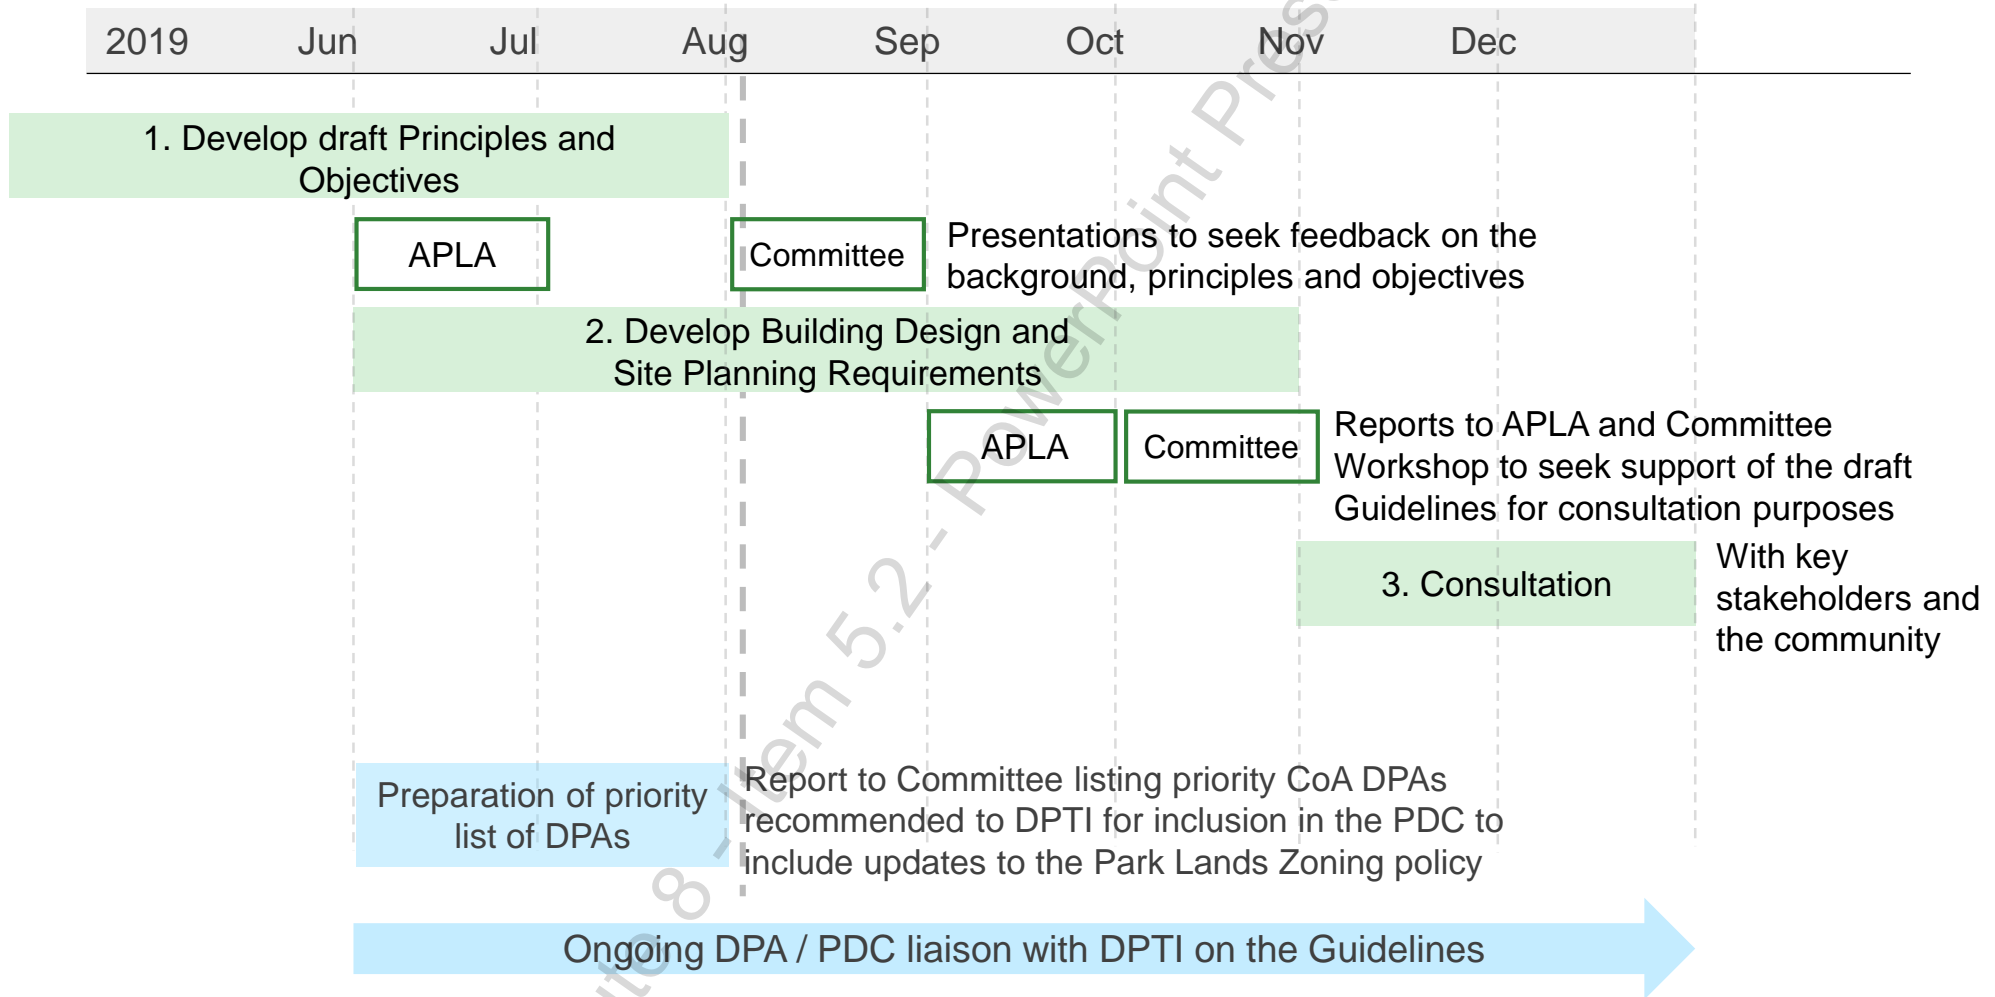 2019 Jun Jul Aug Sep Oct Nov Dec
1. Develop draft Principles and
Objectives
APLA
Committee
Presentations to seek feedback on the
background, principles and objectives
2. Develop Building Design and
Site Planning Requirements
APLA
Committee
Reports to APLA and Committee
Workshop to seek support of the draft
Guidelines for consultation purposes
3. Consultation
With key
stakeholders and
the community
Preparation of priority
list of DPAs
Report to Committee listing priority CoA DPAs
recommended to DPTI for inclusion in the PDC to
include updates to the Park Lands Zoning policy
Ongoing DPA / PDC liaison with DPTI on the Guidelines
8 - Item 5.2 - PowerPoint